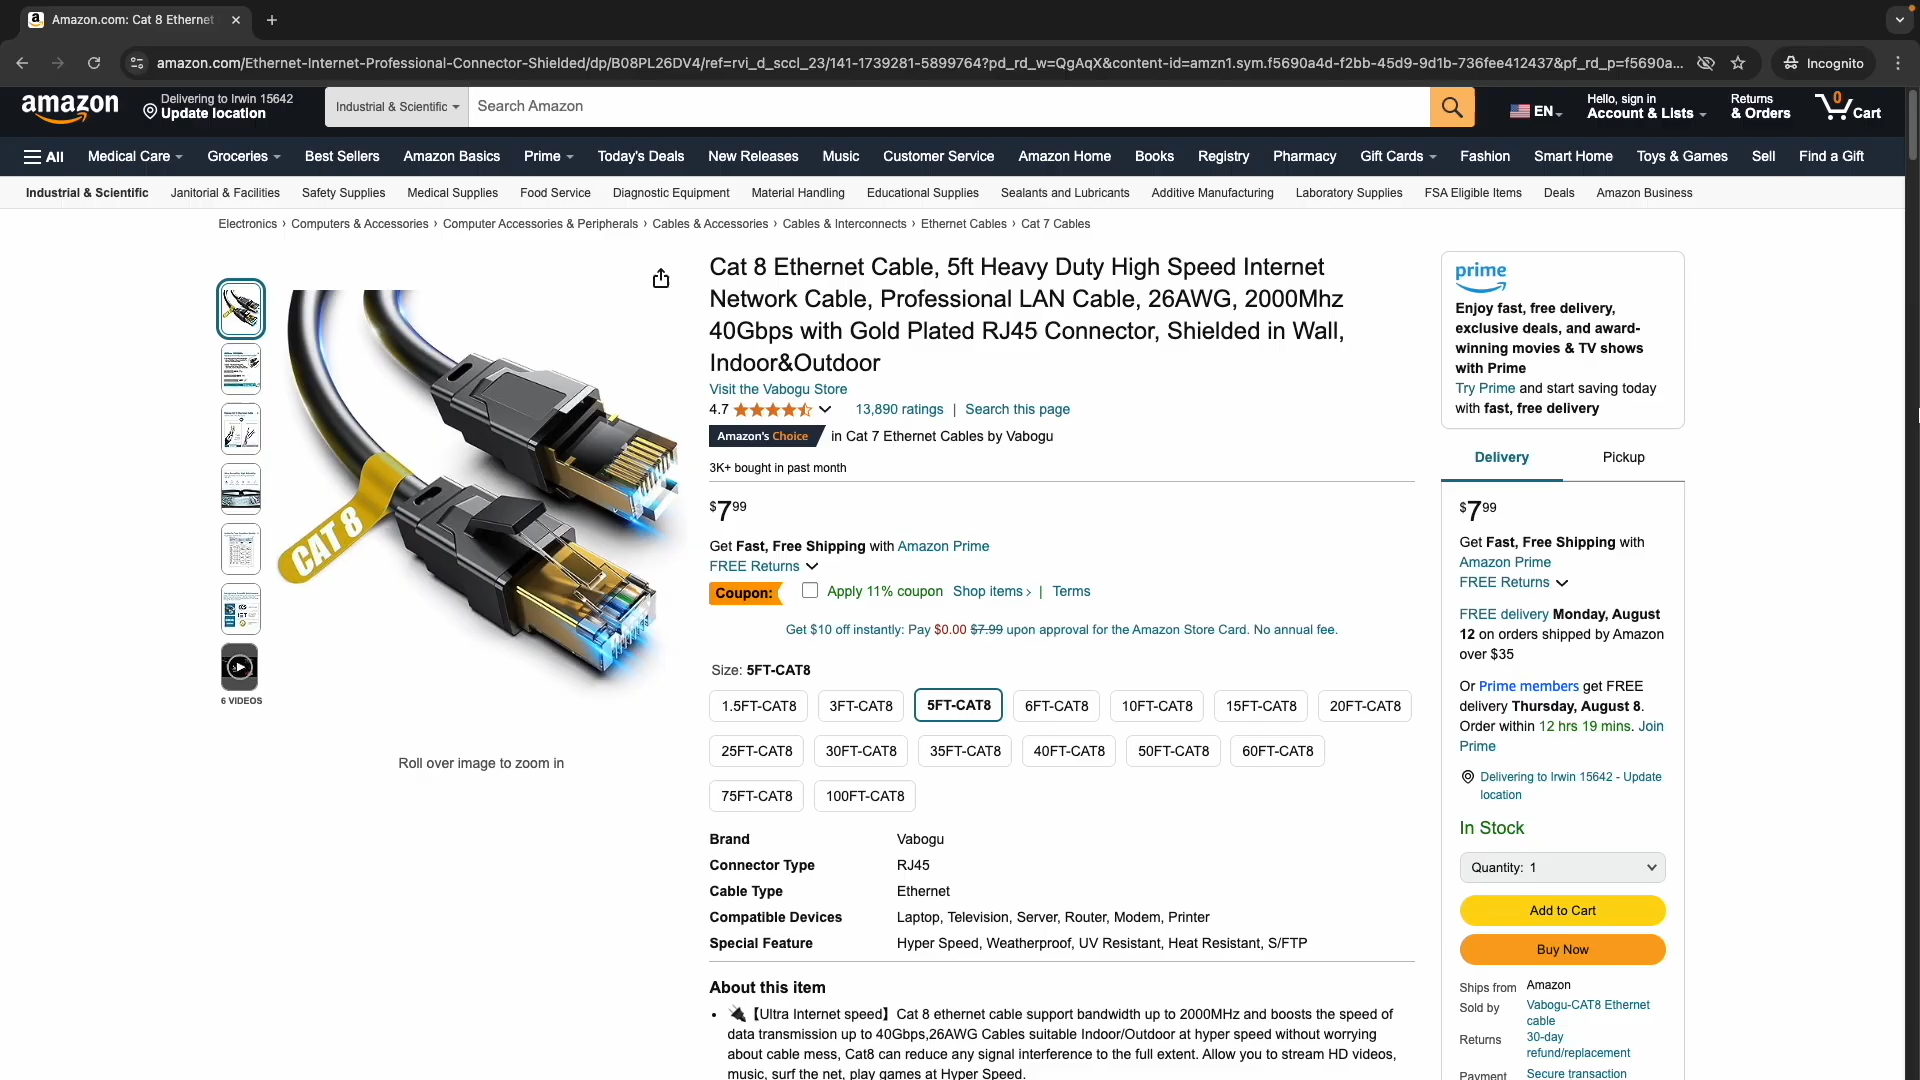 Amazon.com: Cat 8 Ethernet
amazon.com/Ethernet-Internet-Professional-Connector-Shielded/dp/B08PL26DV4/ref=rvi_d_sccl_23/141-1739281-5899764?pd_rd_w=QgAqX&content-id=amzn1.sym.f5690a4d-f2bb-45d9-9d1b-736fee412437&pf_rd_p=f5690a...
Incognito
amazon
Delivering to Irwin 15642
Update location
Industrial & Scientific
Search Amazon
EN
Hello, sign in
Account & Lists
Returns
& Orders
0
Cart
All
Medical Care
Groceries
Best Sellers
Amazon Basics
Prime
Today's Deals
New Releases
Music
Customer Service
Amazon Home
Books
Registry
Pharmacy
Gift Cards
Fashion
Smart Home
Toys & Games
Sell
Find a Gift
Industrial & Scientific
Janitorial & Facilities
Safety Supplies
Medical Supplies
Food Service
Diagnostic Equipment
Material Handling
Educational Supplies
Sealants and Lubricants
Additive Manufacturing
Laboratory Supplies
FSA Eligible Items
Deals
Amazon Business
Electronics › Computers & Accessories › Computer Accessories & Peripherals › Cables & Accessories › Cables & Interconnects › Ethernet Cables › Cat 7 Cables
CAT 8
6 VIDEOS
Roll over image to zoom in
Cat 8 Ethernet Cable, 5ft Heavy Duty High Speed Internet
Network Cable, Professional LAN Cable, 26AWG, 2000Mhz
40Gbps with Gold Plated RJ45 Connector, Shielded in Wall,
Indoor&Outdoor
Visit the Vabogu Store
4.7 13,890 ratings | Search this page
Amazon's Choice in Cat 7 Ethernet Cables by Vabogu
3K+ bought in past month
$7.99
Get Fast, Free Shipping with Amazon Prime
FREE Returns
Coupon: Apply 11% coupon Shop items › | Terms
Get $10 off instantly: Pay $0.00 $7.99 upon approval for the Amazon Store Card. No annual fee.
Size: 5FT-CAT8
1.5FT-CAT8 3FT-CAT8 5FT-CAT8 6FT-CAT8 10FT-CAT8 15FT-CAT8 20FT-CAT8
25FT-CAT8 30FT-CAT8 35FT-CAT8 40FT-CAT8 50FT-CAT8 60FT-CAT8
75FT-CAT8 100FT-CAT8
Brand Vabogu
Connector Type RJ45
Cable Type Ethernet
Compatible Devices Laptop, Television, Server, Router, Modem, Printer
Special Feature Hyper Speed, Weatherproof, UV Resistant, Heat Resistant, S/FTP
About this item
• 🔌【Ultra Internet speed】Cat 8 ethernet cable support bandwidth up to 2000MHz and boosts the speed of
data transmission up to 40Gbps,26AWG Cables suitable Indoor/Outdoor at hyper speed without worrying
about cable mess, Cat8 can reduce any signal interference to the full extent. Allow you to stream HD videos,
music, surf the net, play games at Hyper Speed.
prime
Enjoy fast, free delivery,
exclusive deals, and award-
winning movies & TV shows
with Prime
Try Prime and start saving today
with fast, free delivery
Delivery
Pickup
$7.99
Get Fast, Free Shipping with
Amazon Prime
FREE Returns
FREE delivery Monday, August
12 on orders shipped by Amazon
over $35
Or Prime members get FREE
delivery Thursday, August 8.
Order within 12 hrs 19 mins. Join
Prime
Delivering to Irwin 15642 - Update
location
In Stock
Quantity: 1
Add to Cart
Buy Now
Ships from Amazon
Sold by Vabogu-CAT8 Ethernet
cable
Returns 30-day
refund/replacement
Payment Secure transaction